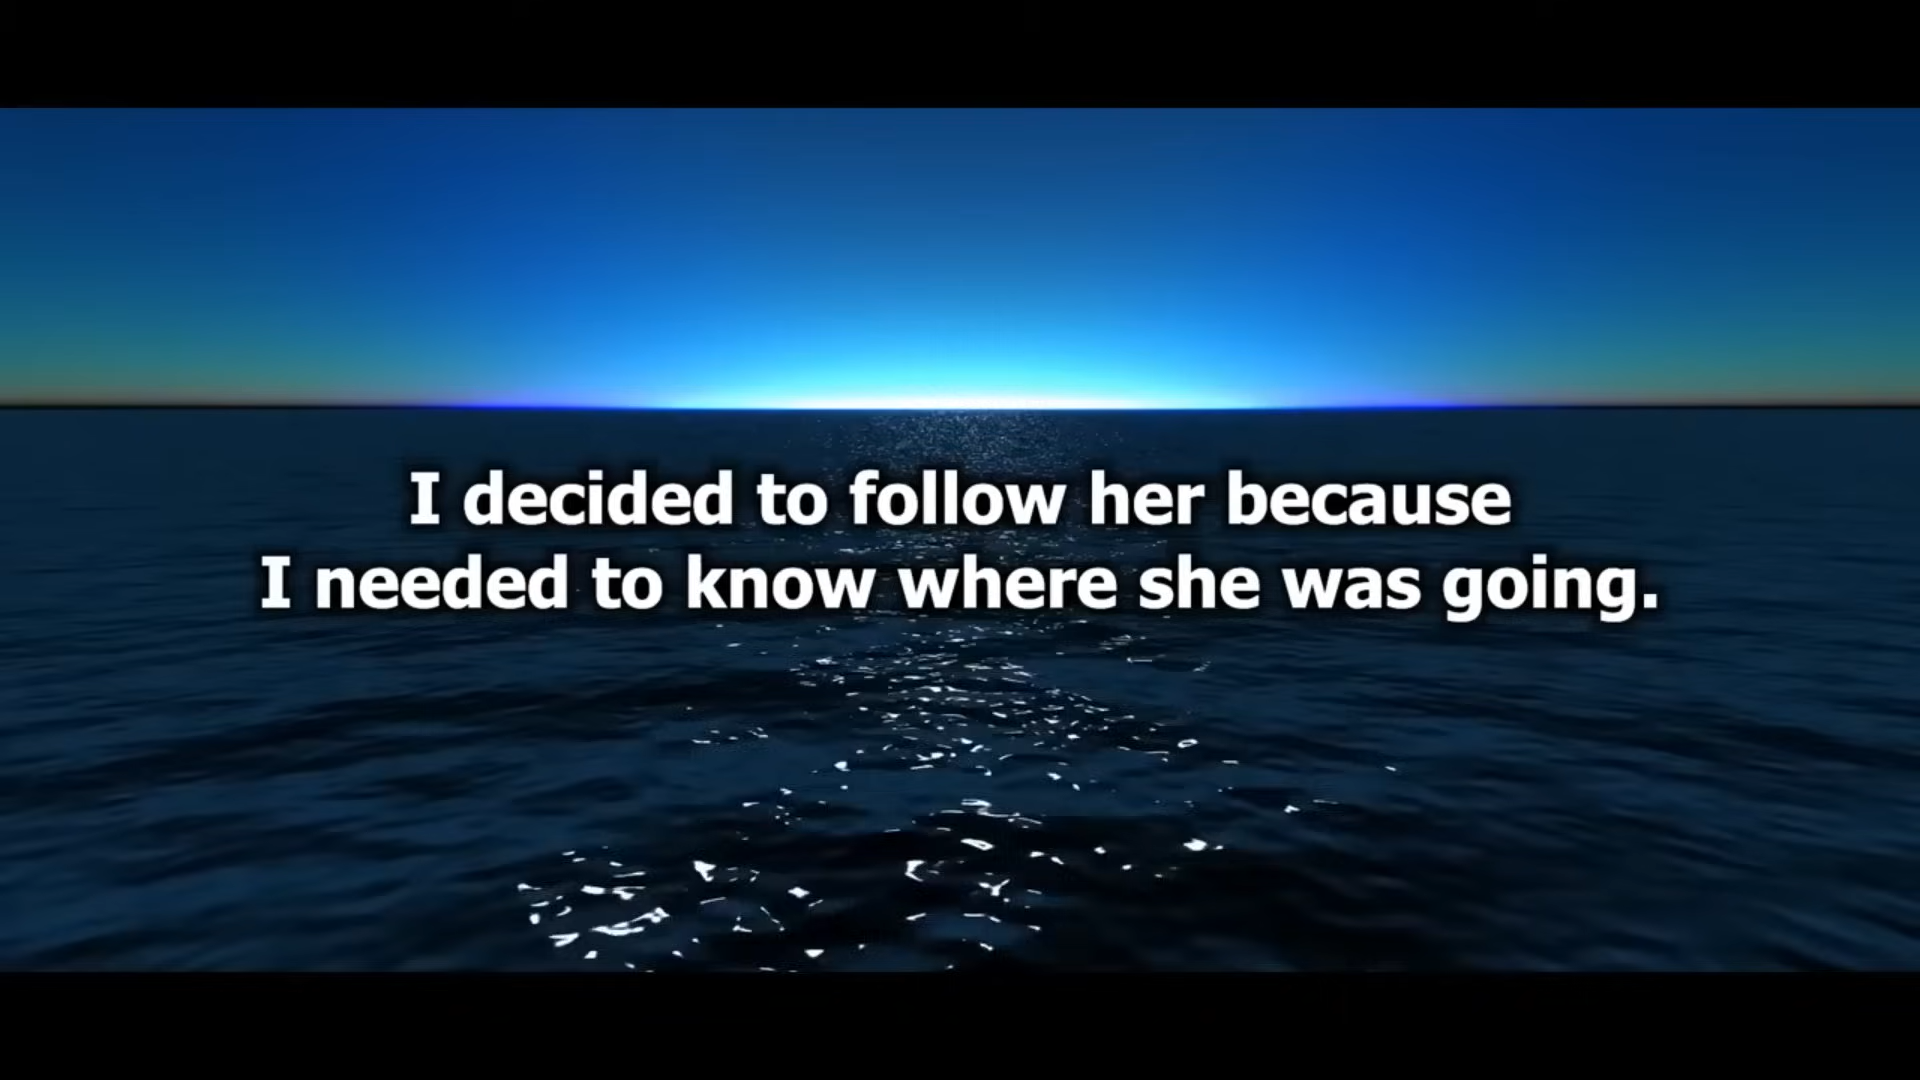 I decided to follow her because
I needed to know where she was going.